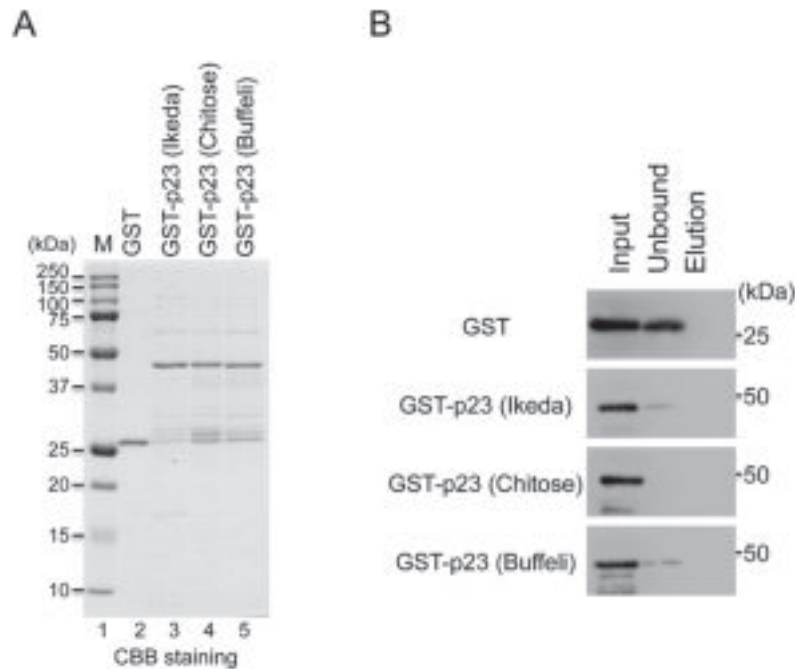 A
(kDa)
M
GST
GST-p23 (Ikeda)
GST-p23 (Chitose)
GST-p23 (Buffeli)
250
150
100
75
50
37
25
20
15
10
1 2 3 4 5
CBB staining
B
Input
Unbound
Elution
(kDa)
GST
25
GST-p23 (Ikeda)
50
GST-p23 (Chitose)
50
GST-p23 (Buffeli)
50